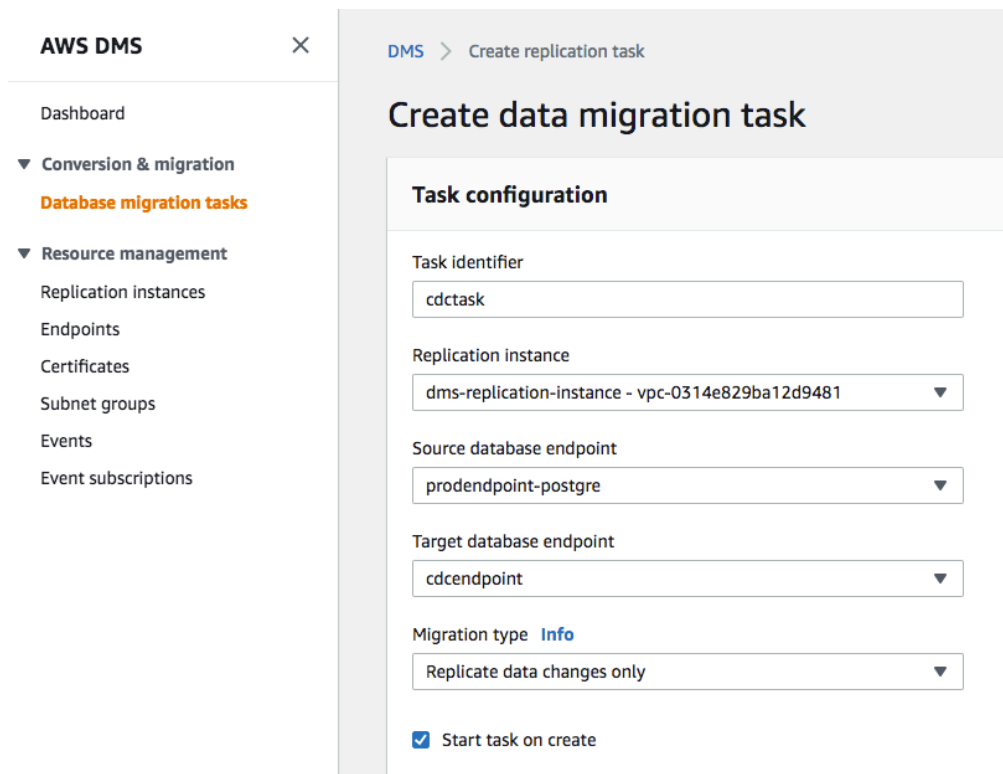 AWS DMS
Dashboard
Conversion & migration
Database migration tasks
Resource management
Replication instances
Endpoints
Certificates
Subnet groups
Events
Event subscriptions
DMS > Create replication task
Create data migration task
Task configuration
Task identifier
cdctask
Replication instance
dms-replication-instance - vpc-0314e829ba12d9481
Source database endpoint
prodendpoint-postgre
Target database endpoint
cdcendpoint
Migration type Info
Replicate data changes only
Start task on create